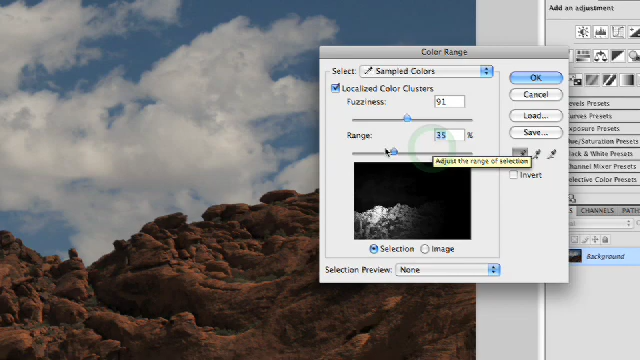 Color Range
Select: Sampled Colors
Localized Color Clusters
Fuzziness: 91
Range: 35 %
Adjust the range of selection
OK
Cancel
Load...
Save...
Invert
Selection Image
Selection Preview: None
Add an adjustment
evels Presets
urves Presets
xposure Presets
ue/Saturation Presets
lack & White Presets
hannel Mixer Presets
elective Color Presets
S CHANNELS PATHS
Background